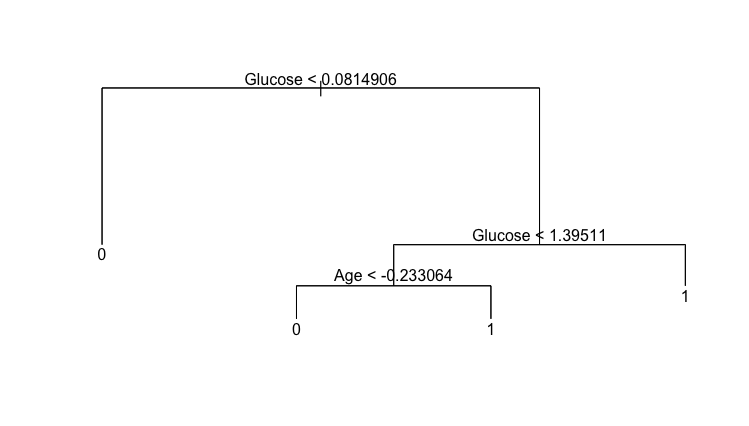 Glucose < 0.0814906
0
Glucose < 1.39511
Age < -0.233064
0
1
1